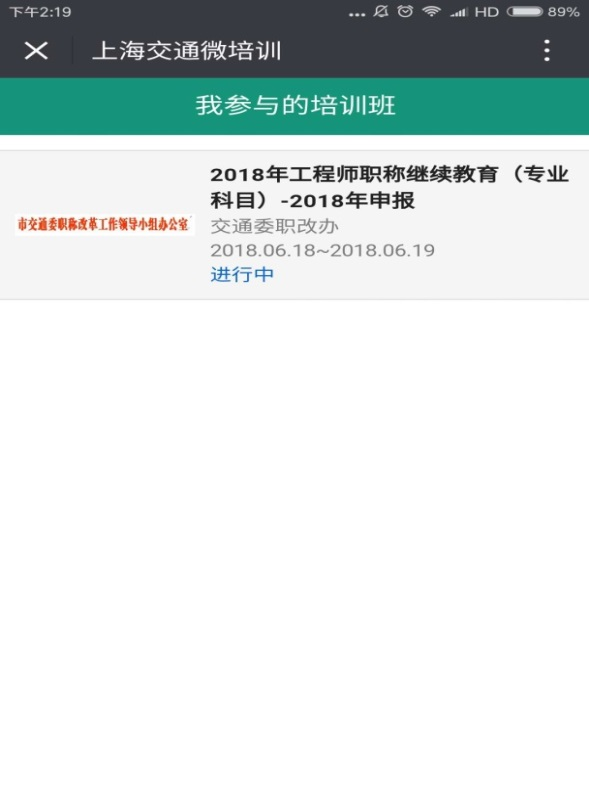 下午2:19
... HD 89%
上海交通微培训
我参与的培训班
2018年工程师职称继续教育（专业
科目）-2018年申报
市交通委职称改革工作领导小组办公室
交通委职改办
2018.06.18~2018.06.19
进行中